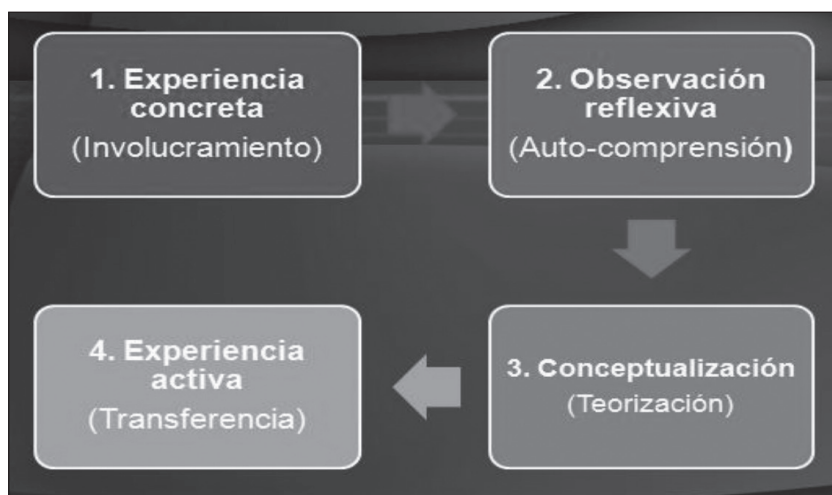 1. Experiencia
concreta
(Involucramiento)
2. Observación
reflexiva
(Auto-comprensión)
3. Conceptualización
(Teorización)
4. Experiencia
activa
(Transferencia)